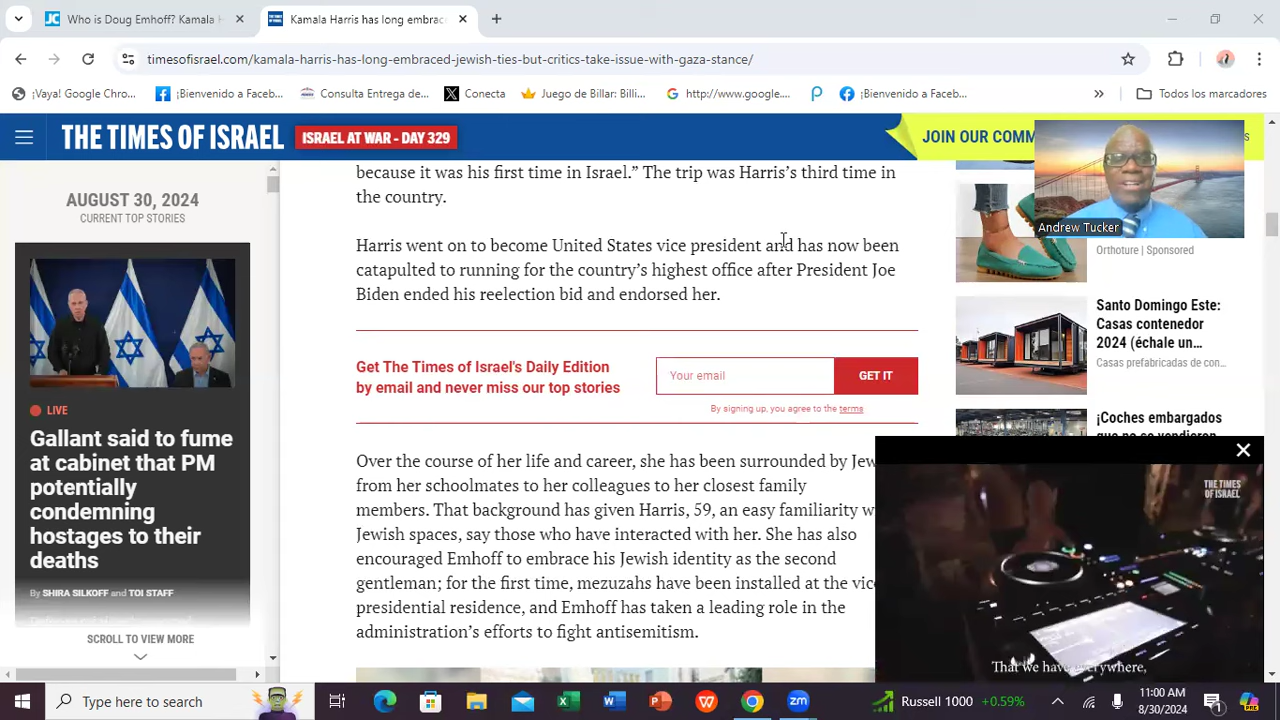 Who is Doug Emhoff? Kamala H
Kamala Harris has long embrac
timesofisrael.com/kamala-harris-has-long-embraced-jewish-ties-but-critics-take-issue-with-gaza-stance/
¡Vaya! Google Chro...
¡Bienvenido a Faceb...
Consulta Entrega de...
Conecta
Juego de Billar: Billi...
http://www.google....
¡Bienvenido a Faceb...
Todos los marcadores
THE TIMES OF ISRAEL
ISRAEL AT WAR - DAY 329
JOIN OUR COMM
Andrew Tucker
AUGUST 30, 2024
CURRENT TOP STORIES
LIVE
Gallant said to fume
at cabinet that PM
potentially
condemning
hostages to their
deaths
By SHIRA SILKOFF and TOI STAFF
SCROLL TO VIEW MORE
because it was his first time in Israel.” The trip was Harris’s third time in
the country.
Harris went on to become United States vice president and has now been
catapulted to running for the country’s highest office after President Joe
Biden ended his reelection bid and endorsed her.
Get The Times of Israel's Daily Edition
by email and never miss our top stories
Your email
GET IT
By signing up, you agree to the terms
Over the course of her life and career, she has been surrounded by Jew
from her schoolmates to her colleagues to her closest family
members. That background has given Harris, 59, an easy familiarity w
Jewish spaces, say those who have interacted with her. She has also
encouraged Emhoff to embrace his Jewish identity as the second
gentleman; for the first time, mezuzahs have been installed at the vice
presidential residence, and Emhoff has taken a leading role in the
administration’s efforts to fight antisemitism.
Orthoture | Sponsored
Santo Domingo Este:
Casas contenedor
2024 (échale un...
Casas prefabricadas de con...
¡Coches embargados
THE TIMES
OF ISRAEL
That we have everywhere,
Type here to search
Russell 1000 +0.59%
11:00 AM
8/30/2024